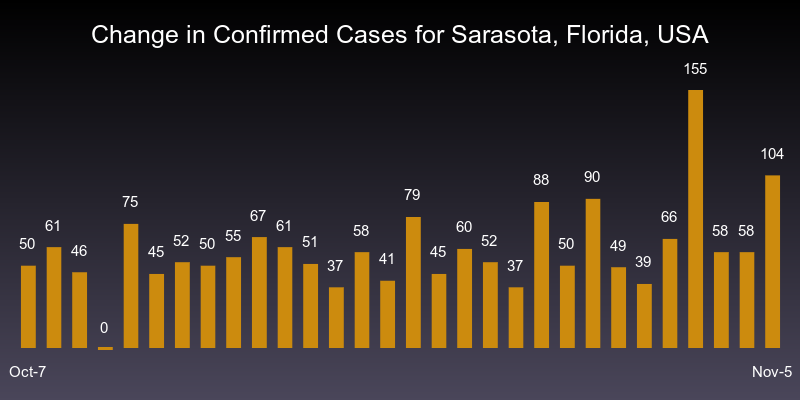 Change in Confirmed Cases for Sarasota, Florida, USA
50 61 46 0 75 45 52 50 55 67 61 51 37 58 41 79 45 60 52 37 88 50 90 49 39 66 155 58 58 104
Oct-7 Nov-5